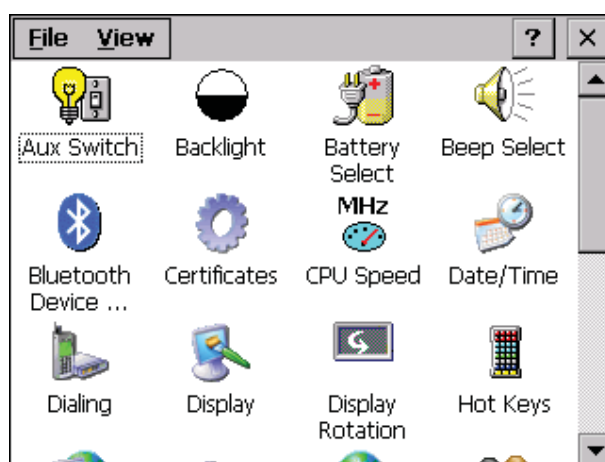 File View ?
Aux Switch Backlight Battery Select Beep Select
MHz
Bluetooth Device ... Certificates CPU Speed Date/Time
Dialing Display Display Rotation Hot Keys